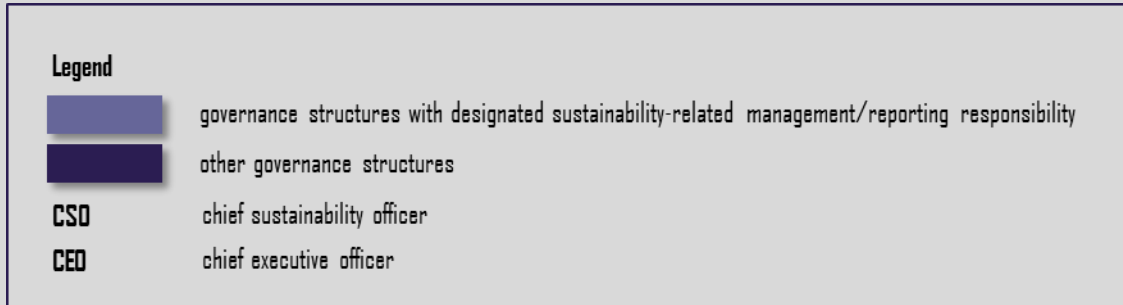 Legend
governance structures with designated sustainability-related management/reporting responsibility
other governance structures
CSO chief sustainability officer
CEO chief executive officer